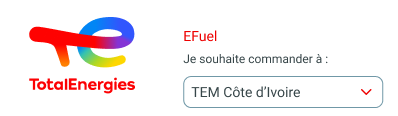 TotalEnergies
EFuel
Je souhaite commander à :
TEM Côte d'Ivoire